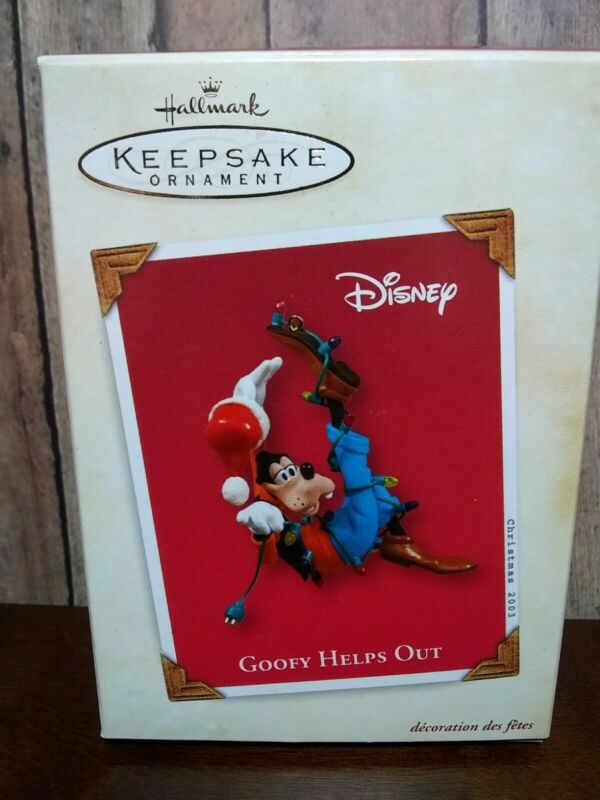 Hallmark
KEEPSAKE
ORNAMENT
Disney
Christmas 2003
GOOFY HELPS OUT
décoration des fêtes